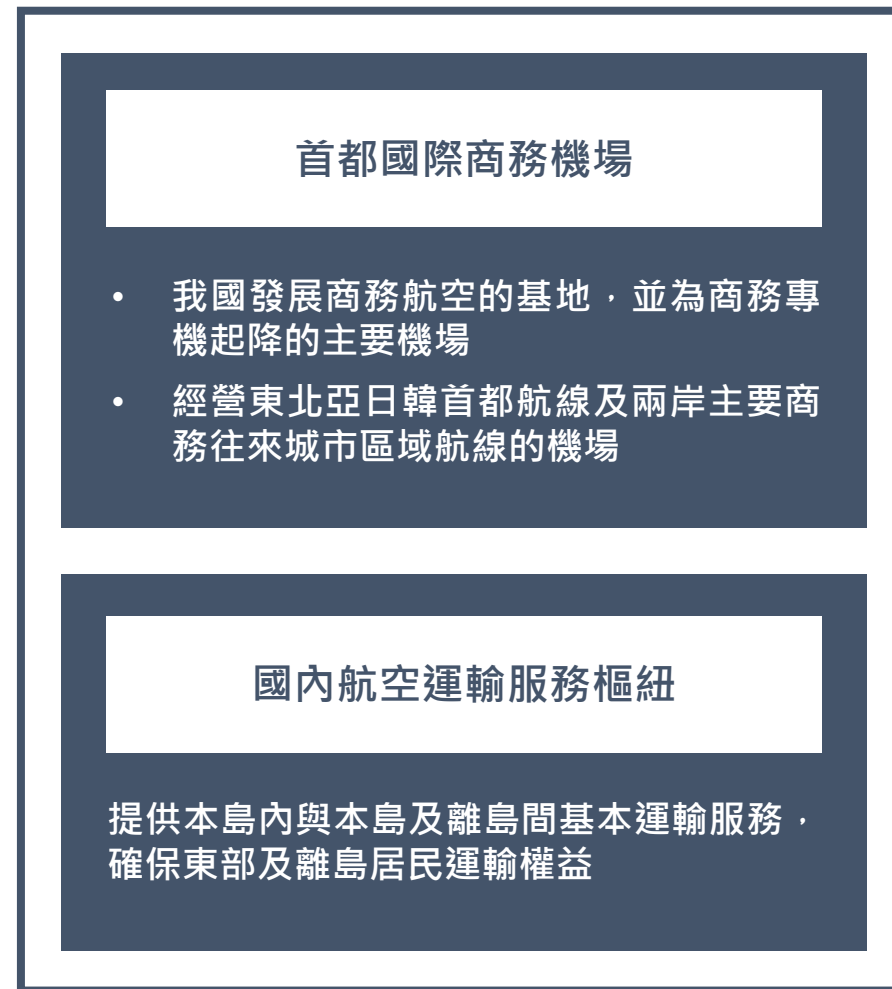 首都國際商務機場
• 我國發展商務航空的基地，並為商務專
機起降的主要機場
• 經營東北亞日韓首都航線及兩岸主要商
務往來城市區域航線的機場
國內航空運輸服務樞紐
提供本島內與本島及離島間基本運輸服務，
確保東部及離島居民運輸權益